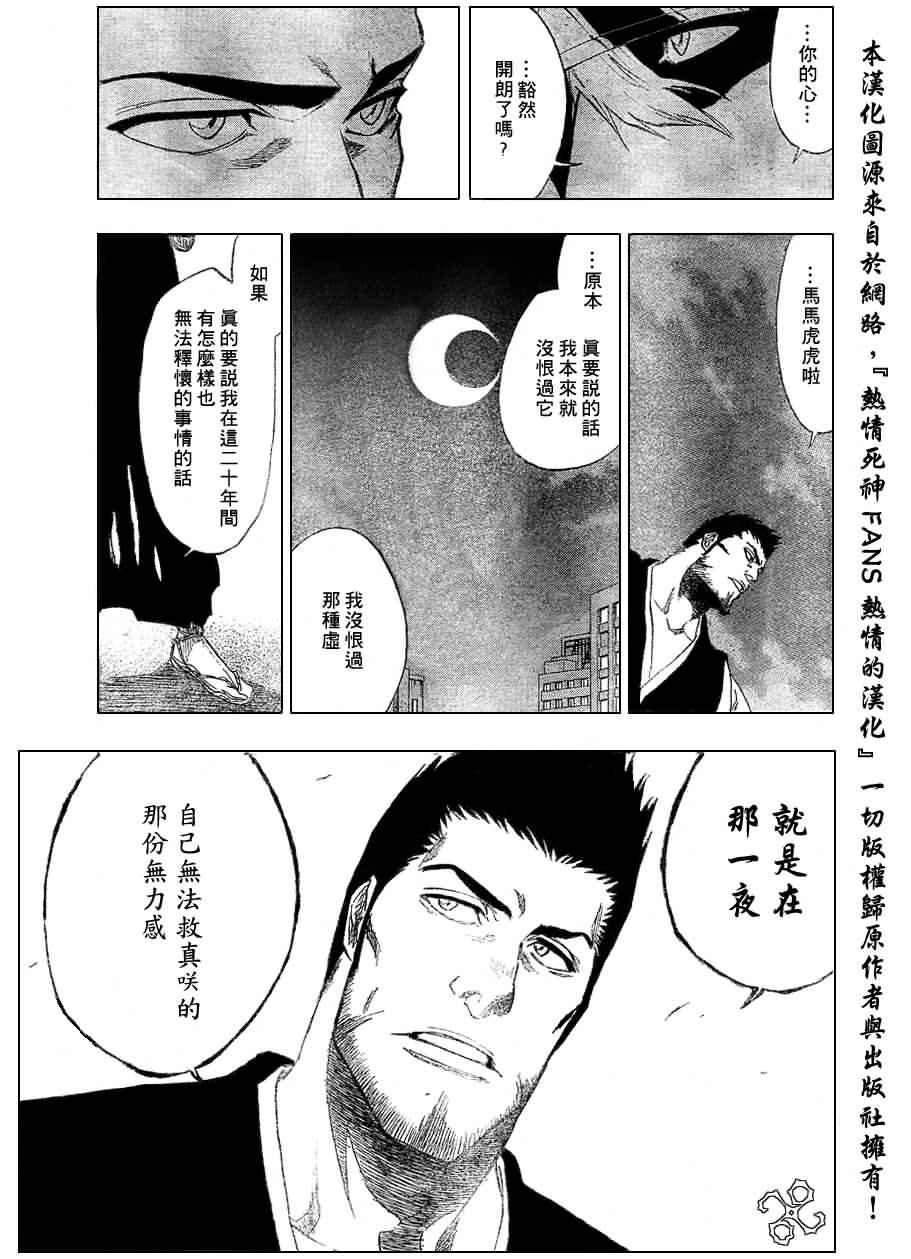 …你的心…
…豁然
開朗了嗎？
…馬馬虎虎啦
…原本
真要說的話
我本來就
沒恨過它
我沒恨過
那種虛
如果
真的要說我在這二十年間
有怎麼樣也
無法釋懷的事情的話
就是在
那一夜
自己無法救真咲的
那份無力感
本漢化圖源來自於網路，『熱情死神 FANS 熱情的漢化』一切版權歸原作者與出版社擁有！